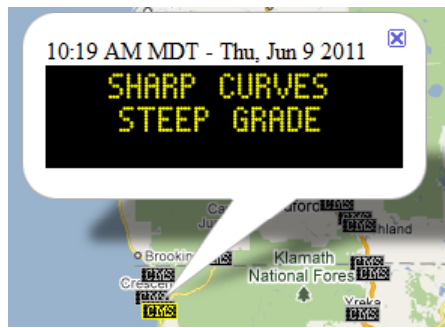 10:19 AM MDT - Thu, Jun 9 2011
SHARP CURVES
STEEP GRADE
CMS
CMS
hland
Brookin
CMS
Klamath
National Fores
CMS
CMS
CMS
Crescen
CMS
CMS
Yreka
CMS